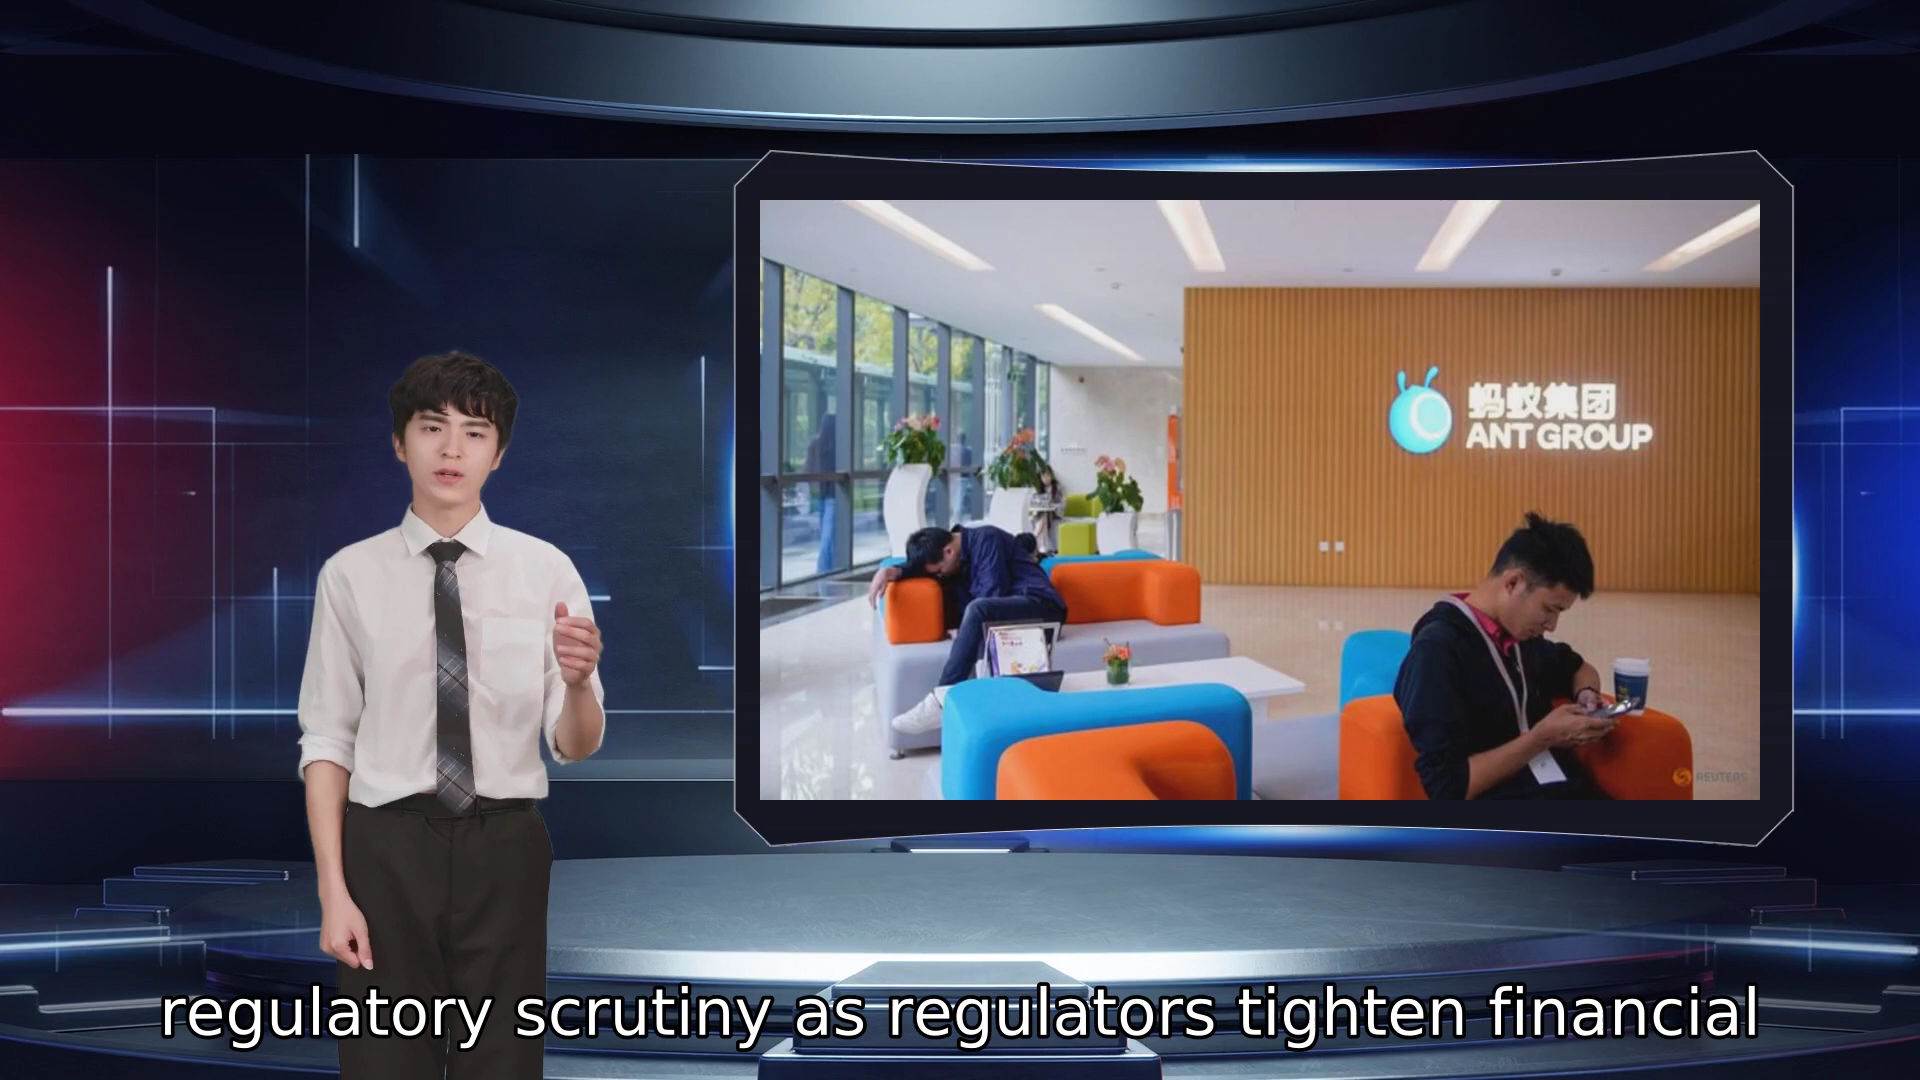 蚂蚁集团
ANT GROUP
REUTERS
regulatory scrutiny as regulators tighten financial